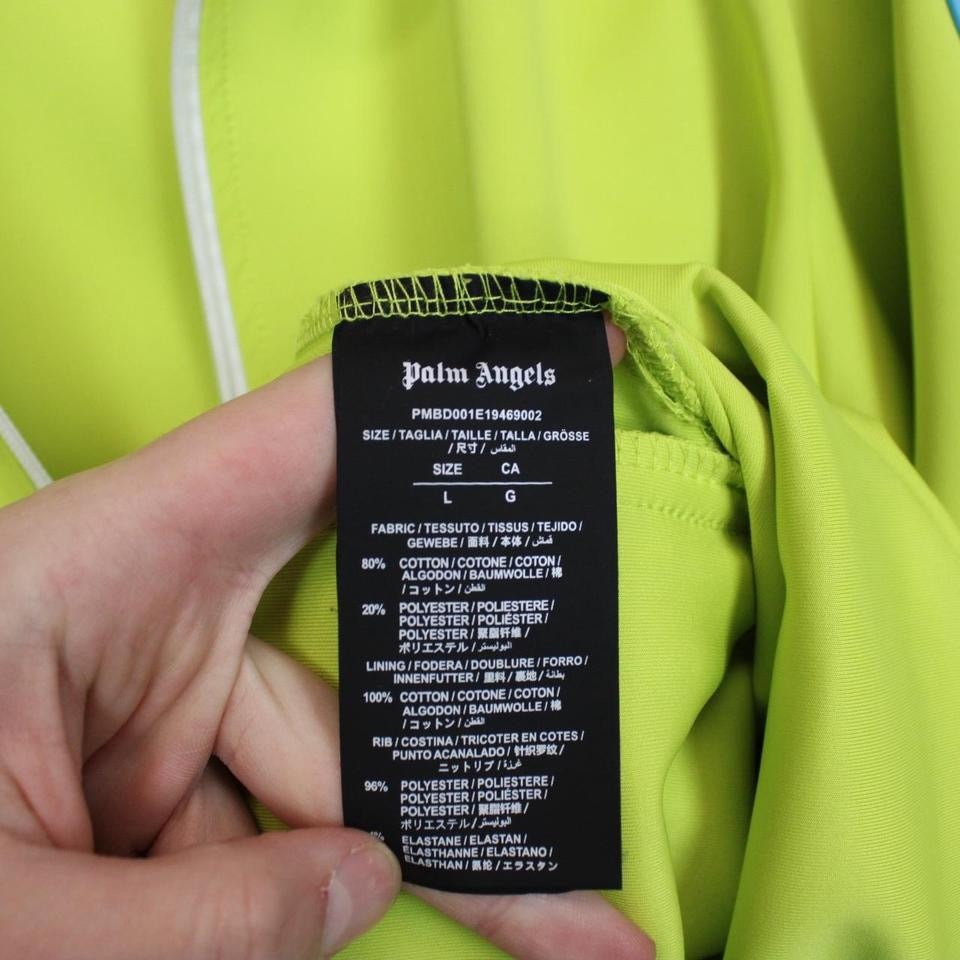 Palm Angels
PMBD001E19469002
SIZE / TAGLIA / TAILLE / TALLA / GRÖSSE
/ 尺寸 / المقاس
SIZE CA
L G
FABRIC / TESSUTO / TISSUS / TEJIDO /
GEWEBE / 面料 / 本体 / قماش
80% COTTON / COTONE / COTON /
ALGODON / BAUMWOLLE / 棉
/ コットン / القطن
20% POLYESTER / POLIESTERE /
POLYESTER / POLIÉSTER /
POLYESTER / 聚脂钎维 /
ポリエステル / البوليستر
LINING / FODERA / DOUBLURE / FORRO /
INNENFUTTER / 里料 / 裏地 / بطانة
100% COTTON / COTONE / COTON /
ALGODON / BAUMWOLLE / 棉
/ コットン / القطن
RIB / COSTINA / TRICOTER EN COTES /
PUNTO ACANALADO / 针织罗纹 /
ニットリブ /
96% POLYESTER / POLIESTERE /
POLYESTER / POLIÉSTER /
POLYESTER / 聚脂钎维 /
ポリエステル / البوليستر
% ELASTANE / ELASTAN /
ELASTHANNE / ELASTANO /
ELASTHAN / 氨纶 / エラスタン